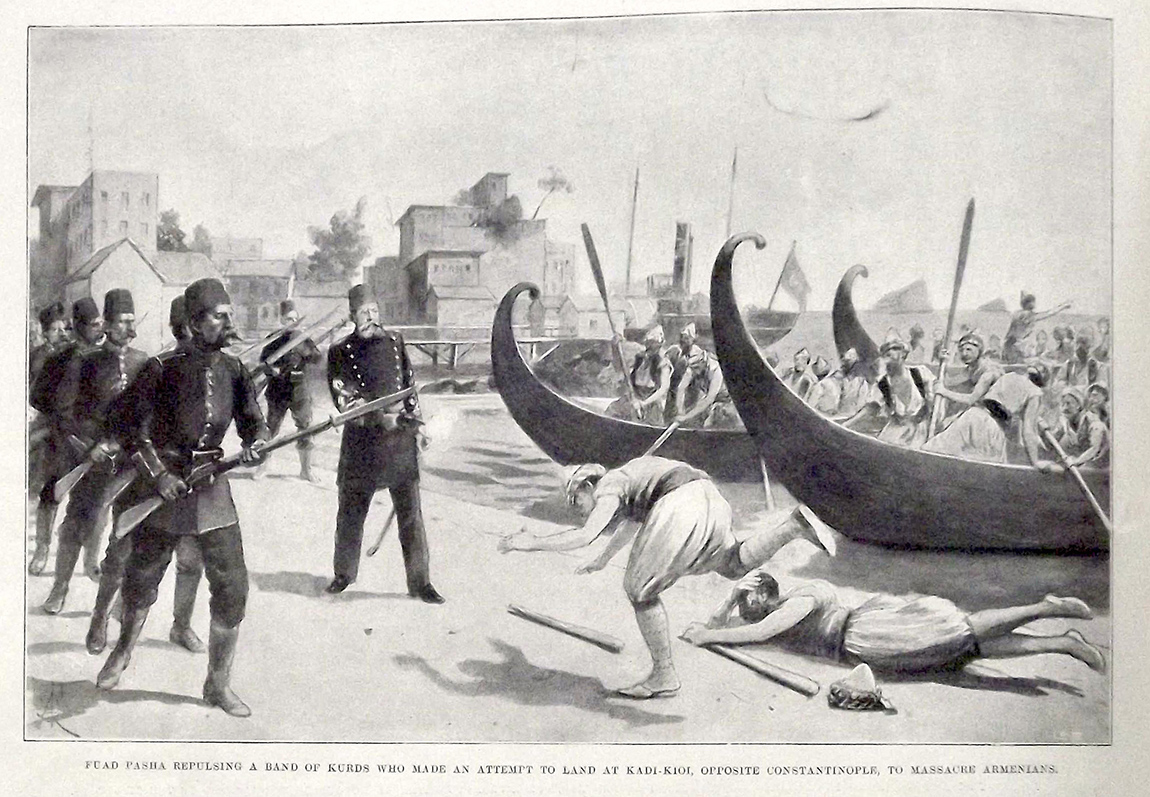 FUAD PASHA REPULSING A BAND OF KURDS WHO MADE AN ATTEMPT TO LAND AT KADI-KIOI, OPPOSITE CONSTANTINOPLE, TO MASSACRE ARMENIANS.